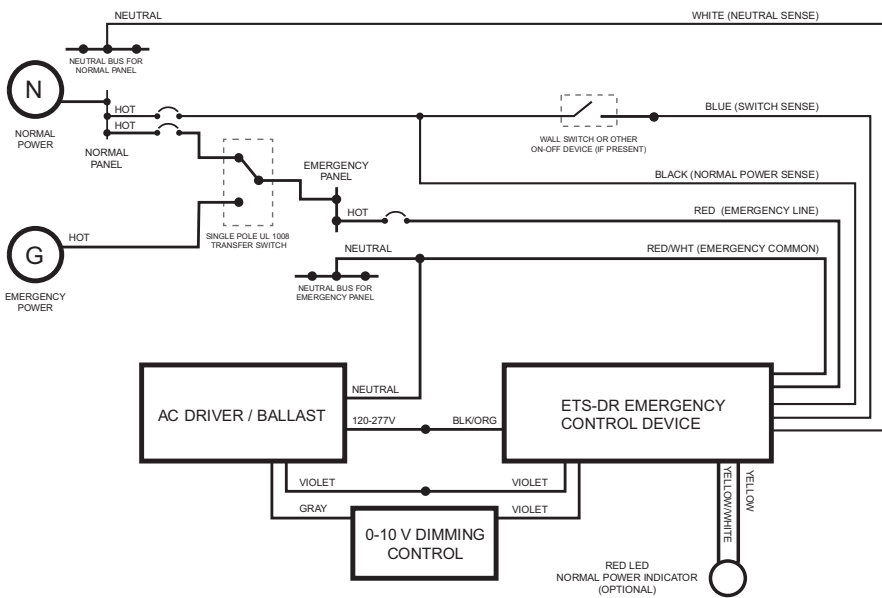 NEUTRAL
WHITE (NEUTRAL SENSE)
NEUTRAL BUS FOR
NORMAL PANEL
N
NORMAL
POWER
HOT
HOT
NORMAL
PANEL
BLUE (SWITCH SENSE)
WALL SWITCH OR OTHER
ON-OFF DEVICE (IF PRESENT)
EMERGENCY
PANEL
BLACK (NORMAL POWER SENSE)
HOT
RED (EMERGENCY LINE)
G
HOT
SINGLE POLE UL 1008
TRANSFER SWITCH
EMERGENCY
POWER
NEUTRAL
RED/WHT (EMERGENCY COMMON)
NEUTRAL BUS FOR
EMERGENCY PANEL
AC DRIVER / BALLAST
NEUTRAL
120-277V
BLK/ORG
ETS-DR EMERGENCY
CONTROL DEVICE
VIOLET
VIOLET
GRAY
VIOLET
0-10 V DIMMING
CONTROL
YELLOW/WHITE
YELLOW
RED LED
NORMAL POWER INDICATOR
(OPTIONAL)